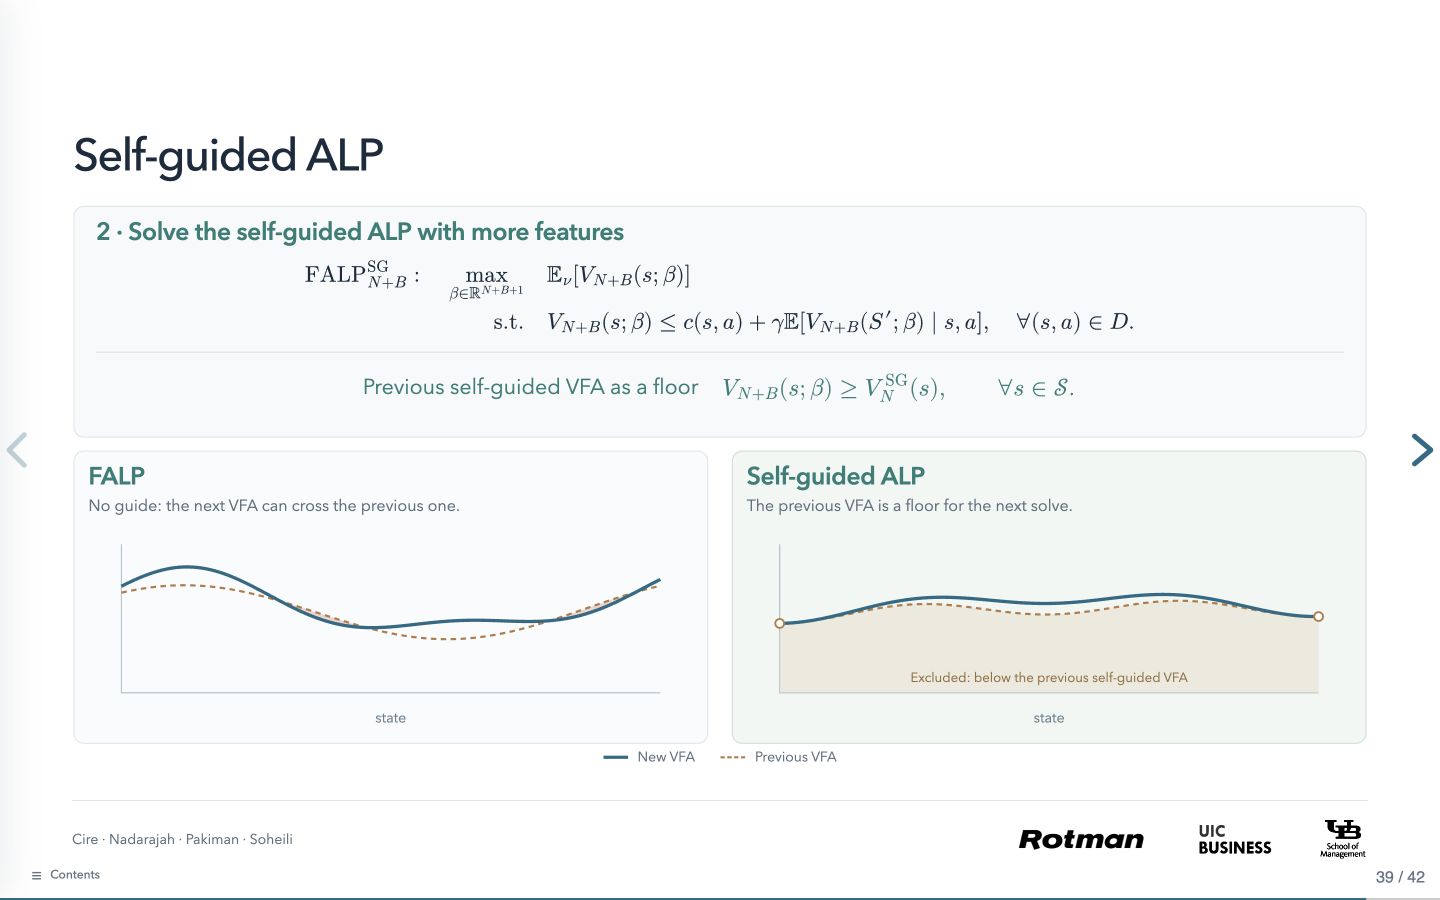 Self-guided ALP
2 · Solve the self-guided ALP with more features
FALP^{SG}_{N+B} : max_{β∈ℝ^{N+B+1}} 𝔼_ν[V_{N+B}(s; β)]
s.t. V_{N+B}(s; β) ≤ c(s, a) + γ𝔼[V_{N+B}(S′; β) | s, a], ∀(s, a) ∈ D.
Previous self-guided VFA as a floor V_{N+B}(s; β) ≥ V^{SG}_N(s), ∀s ∈ 𝒮.
FALP
No guide: the next VFA can cross the previous one.
state
Self-guided ALP
The previous VFA is a floor for the next solve.
Excluded: below the previous self-guided VFA
state
New VFA
Previous VFA
Cire · Nadarajah · Pakiman · Soheili
Rotman
UIC
BUSINESS
UB
School of
Management
≡ Contents
39 / 42